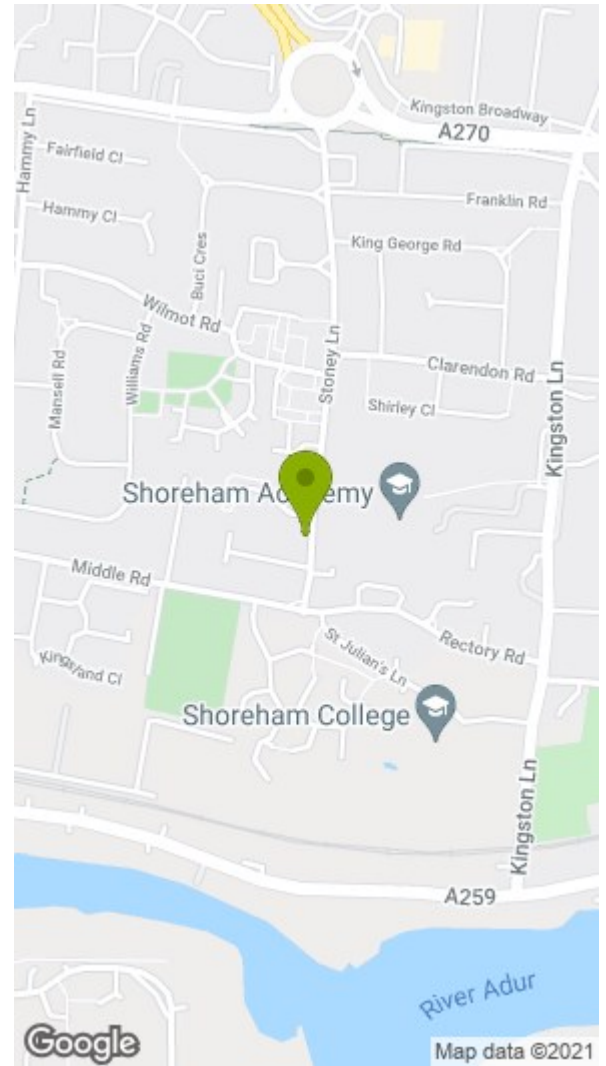 Kingston Broadway
A270
Hammy Ln
Fairfield Cl
Franklin Rd
Hammy Cl
Buci Cres
King George Rd
Wilmot Rd
Stoney Ln
Clarendon Rd
Mansell Rd
Williams Rd
Shirley Cl
Kingston Ln
Shoreham Academy
Middle Rd
St Julian's Ln
Rectory Rd
Shoreham College
Kingston Ln
A259
River Adur
Google
Map data ©2021